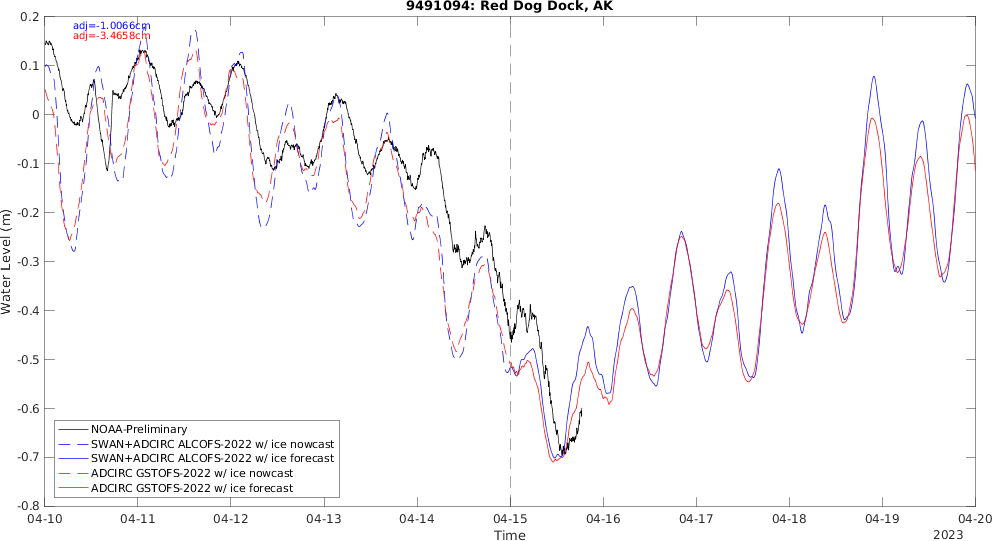 9491094: Red Dog Dock, AK
adj=-1.0066cm
adj=-3.4658cm
0.2
0.1
0
-0.1
-0.2
-0.3
-0.4
-0.5
-0.6
-0.7
-0.8
Water Level (m)
NOAA-Preliminary
SWAN+ADCIRC ALCOFS-2022 w/ ice nowcast
SWAN+ADCIRC ALCOFS-2022 w/ ice forecast
ADCIRC GSTOFS-2022 w/ ice nowcast
ADCIRC GSTOFS-2022 w/ ice forecast
04-10 04-11 04-12 04-13 04-14 04-15 04-16 04-17 04-18 04-19 04-20
Time
2023